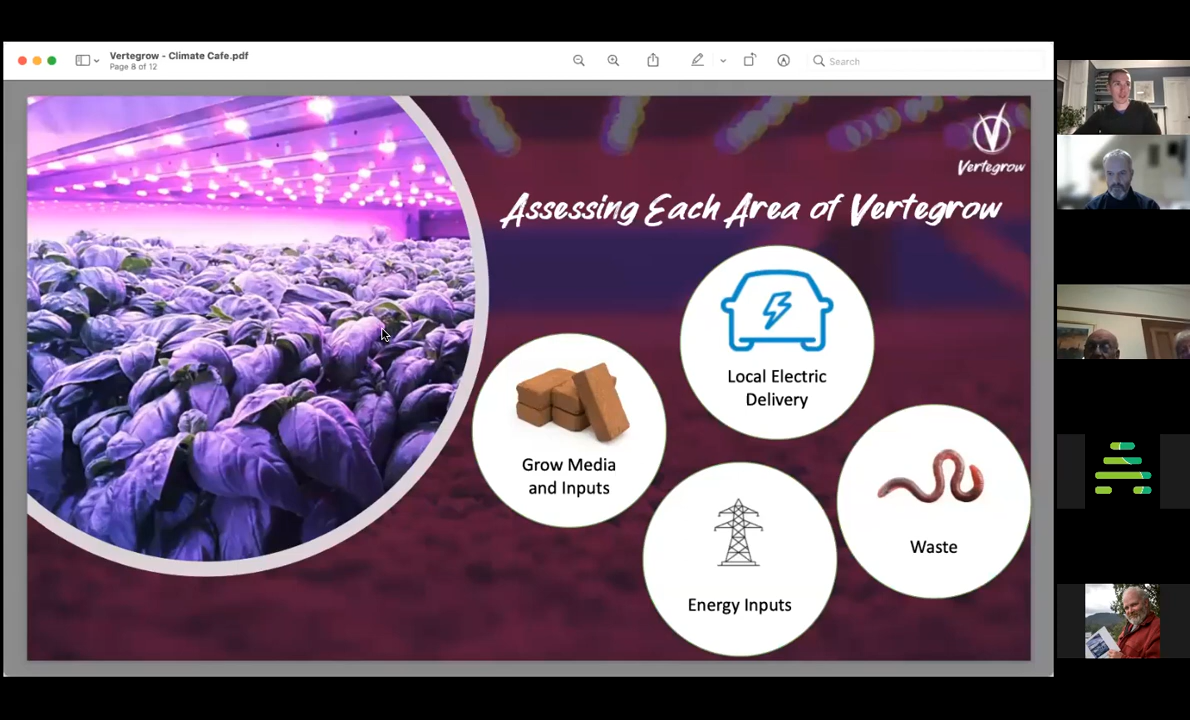 Vertegrow - Climate Cafe.pdf
Page 8 of 12
Search
Vertegrow
Assessing Each Area of Vertegrow
Local Electric
Delivery
Grow Media
and Inputs
Waste
Energy Inputs